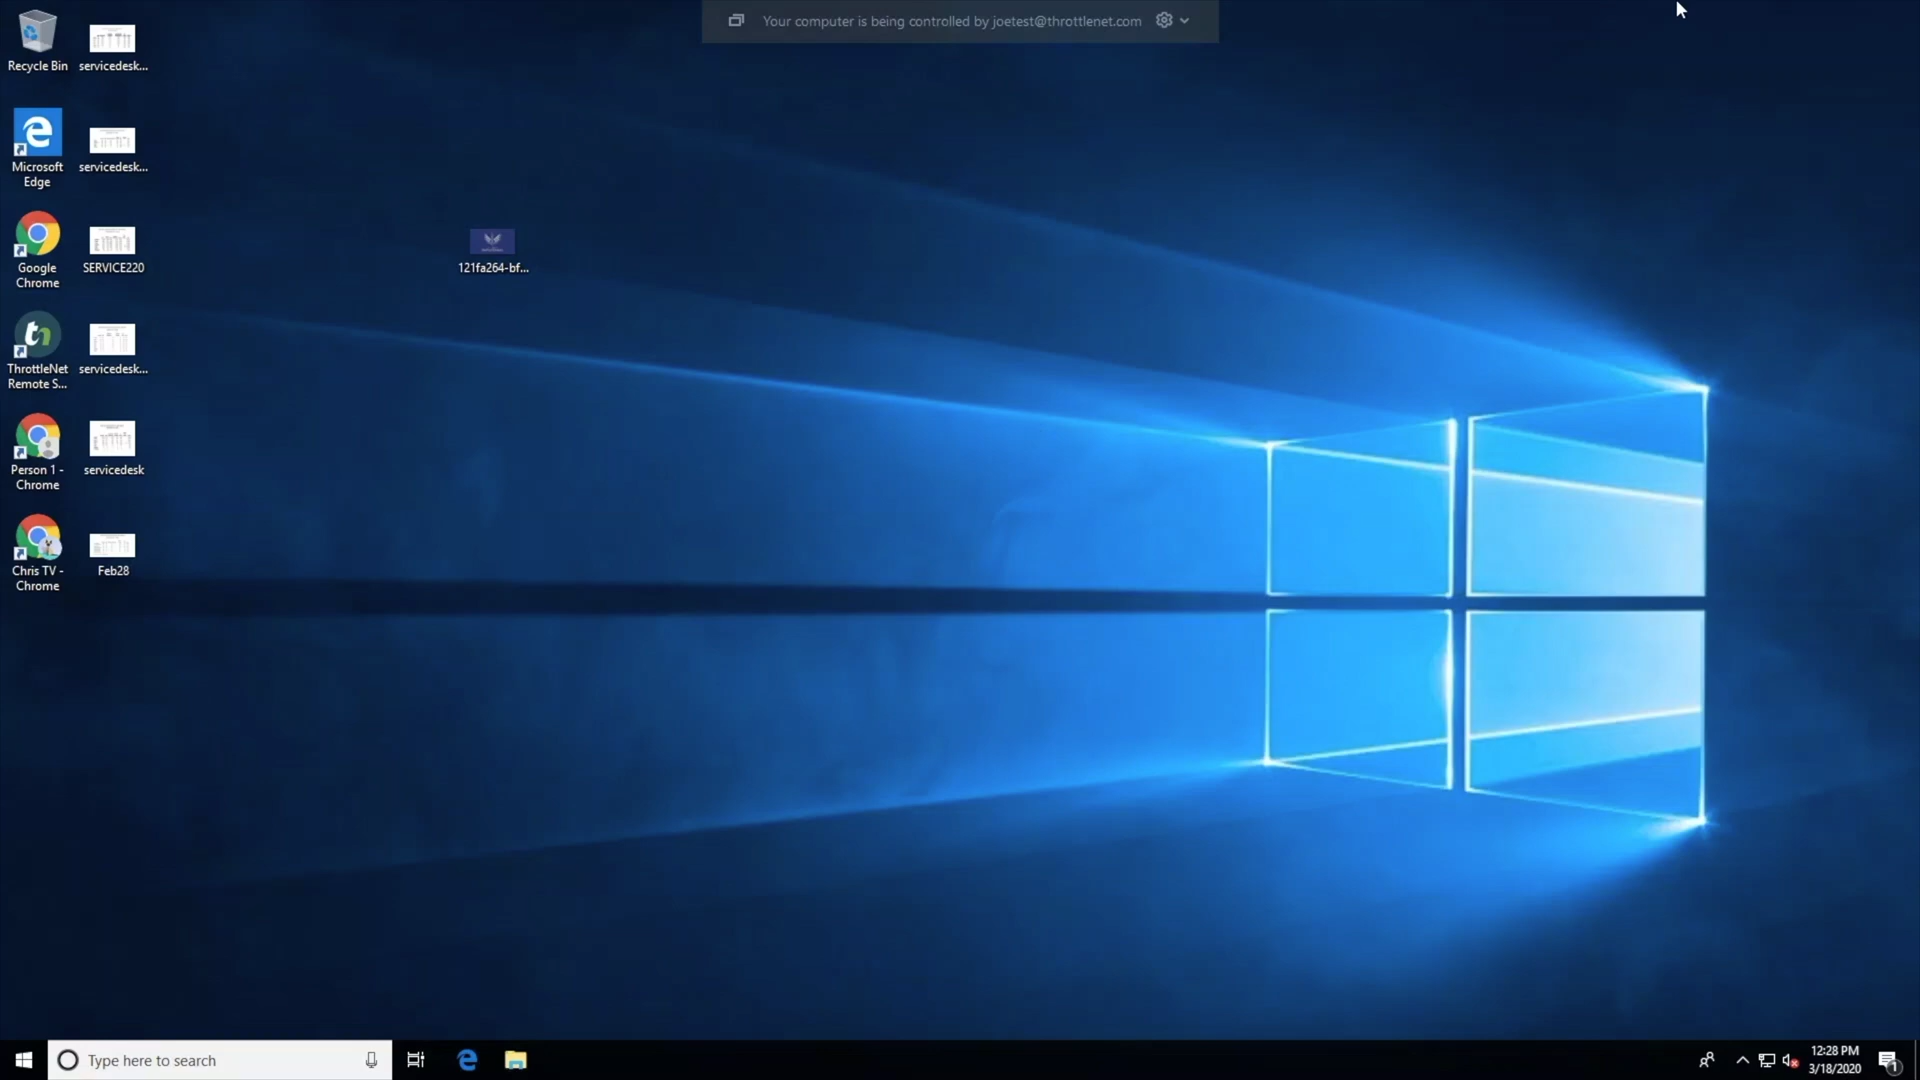 Your computer is being controlled by joetest@throttlenet.com
Recycle Bin
servicedesk...
Microsoft
Edge
servicedesk...
Google
Chrome
SERVICE220
121fa264-bf...
ThrottleNet
Remote S...
servicedesk...
Person 1 -
Chrome
servicedesk
Chris TV -
Chrome
Feb28
Type here to search
12:28 PM
3/18/2020
1